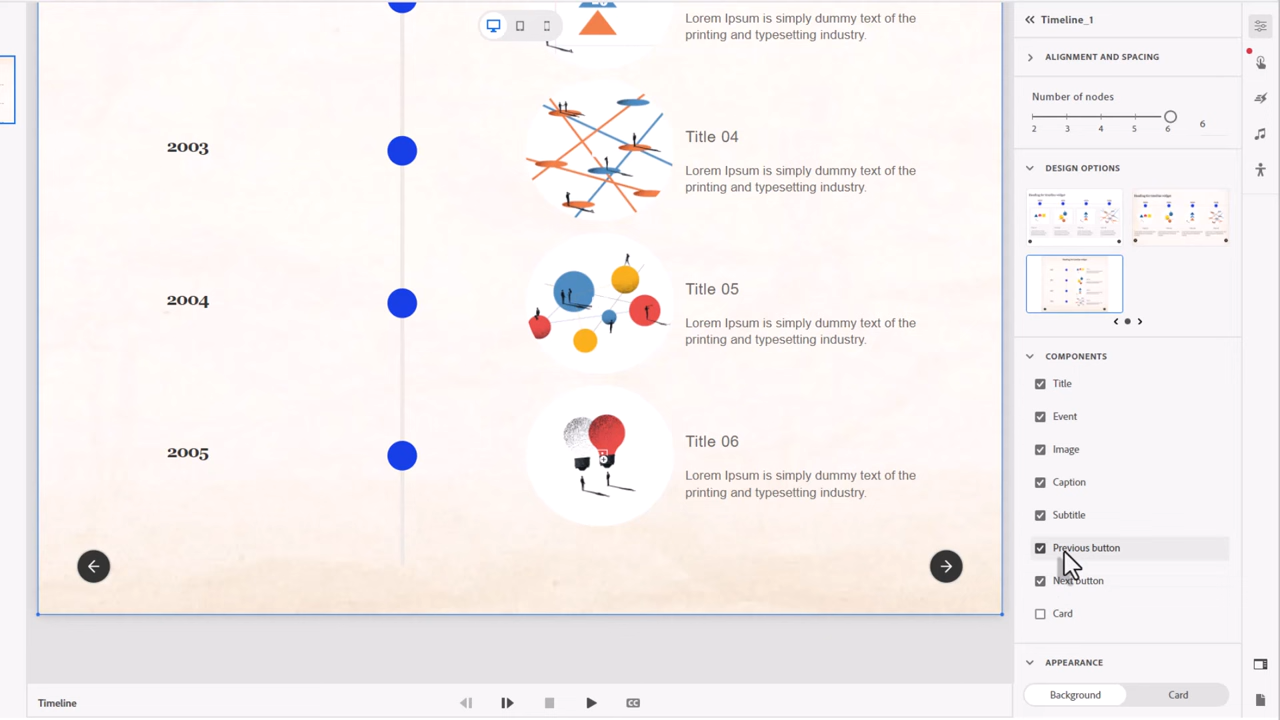 Lorem Ipsum is simply dummy text of the
printing and typesetting industry.
2003
Title 04
Lorem Ipsum is simply dummy text of the
printing and typesetting industry.
2004
Title 05
Lorem Ipsum is simply dummy text of the
printing and typesetting industry.
2005
Title 06
Lorem Ipsum is simply dummy text of the
printing and typesetting industry.
Timeline
CC
Timeline_1
ALIGNMENT AND SPACING
Number of nodes
2 3 4 5 6 6
DESIGN OPTIONS
COMPONENTS
Title
Event
Image
Caption
Subtitle
Previous button
Next button
Card
APPEARANCE
Background Card